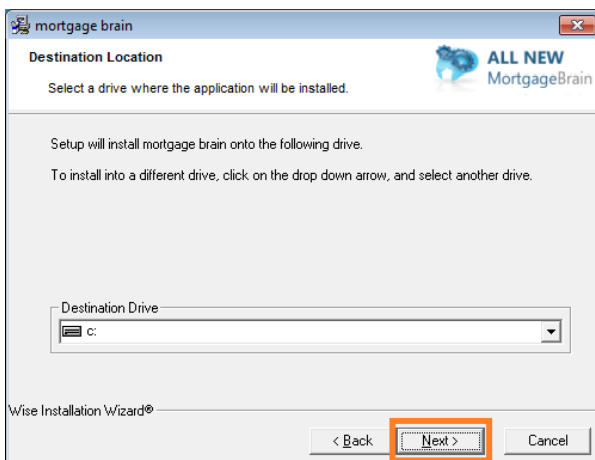 mortgage brain
Destination Location
Select a drive where the application will be installed.
ALL NEW
MortgageBrain
Setup will install mortgage brain onto the following drive.
To install into a different drive, click on the drop down arrow, and select another drive.
Destination Drive
c:
Wise Installation Wizard®
< Back Next > Cancel